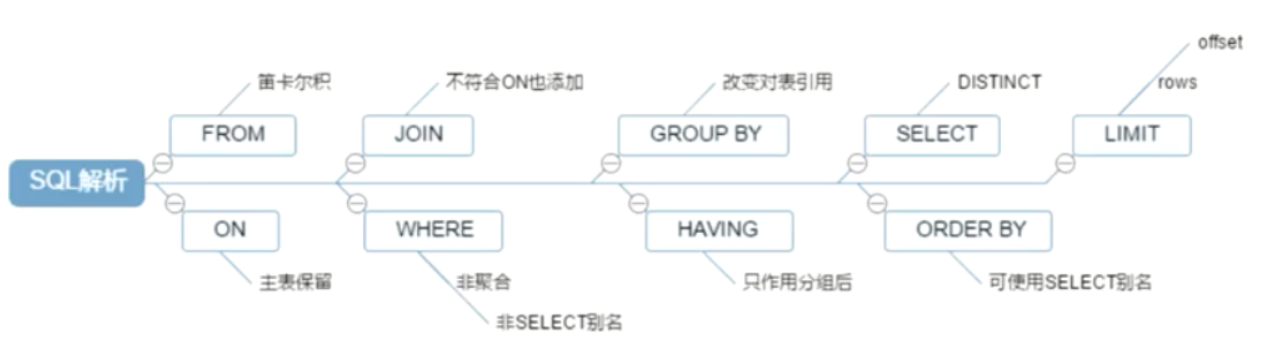 offset
笛卡尔积
不符合ON也添加
改变对表引用
DISTINCT
rows
FROM
JOIN
GROUP BY
SELECT
LIMIT
SQL解析
ON
WHERE
HAVING
ORDER BY
主表保留
非聚合
只作用分组后
可使用SELECT别名
非SELECT别名